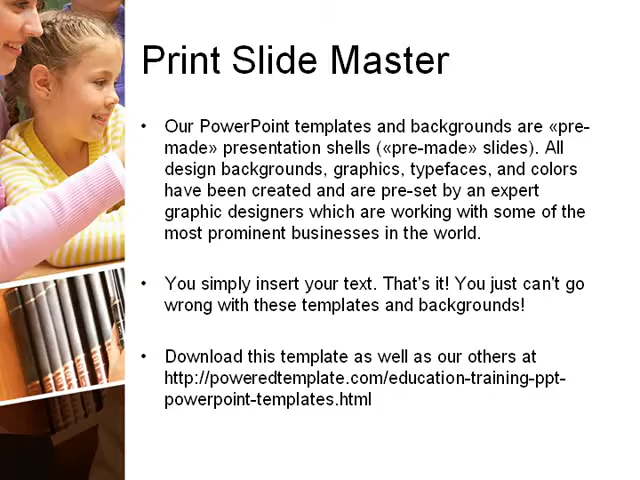 Print Slide Master
• Our PowerPoint templates and backgrounds are «pre-
made» presentation shells («pre-made» slides). All
design backgrounds, graphics, typefaces, and colors
have been created and are pre-set by an expert
graphic designers which are working with some of the
most prominent businesses in the world.
• You simply insert your text. That's it! You just can't go
wrong with these templates and backgrounds!
• Download this template as well as our others at
http://poweredtemplate.com/education-training-ppt-
powerpoint-templates.html